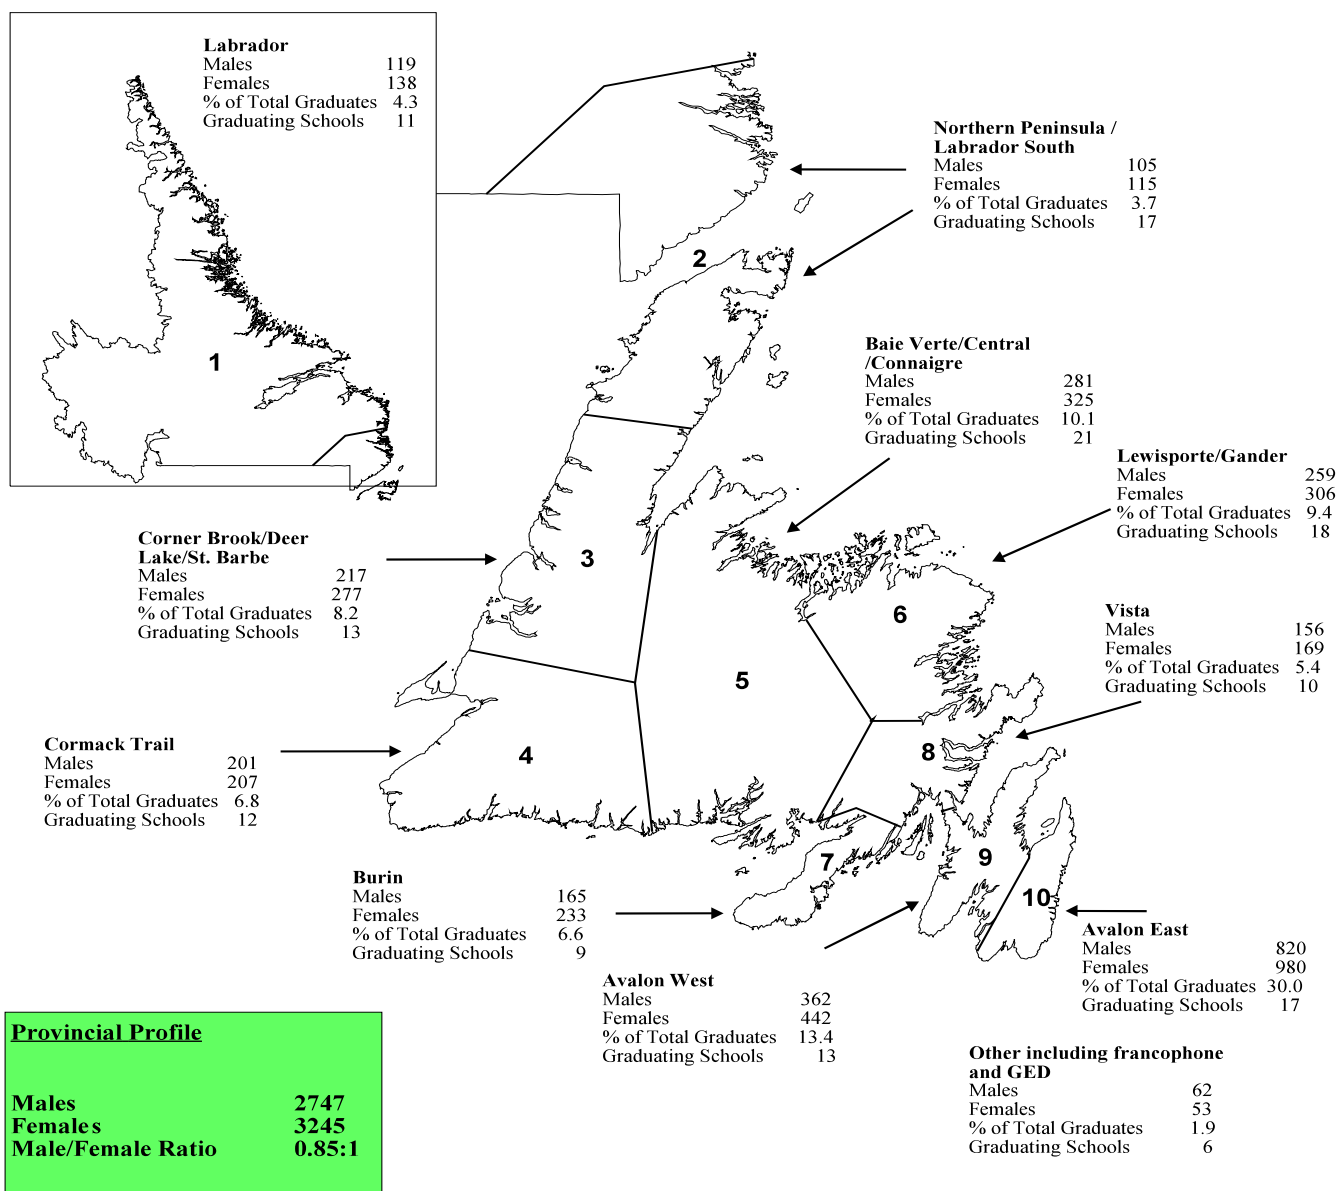 Labrador
Males 119
Females 138
% of Total Graduates 4.3
Graduating Schools 11
Northern Peninsula /
Labrador South
Males 105
Females 115
% of Total Graduates 3.7
Graduating Schools 17
2
1
Baie Verte/Central
/Connaigre
Males 281
Females 325
% of Total Graduates 10.1
Graduating Schools 21
Lewisporte/Gander
Males 259
Females 306
% of Total Graduates 9.4
Graduating Schools 18
Corner Brook/Deer
Lake/St. Barbe
Males 217
Females 277
% of Total Graduates 8.2
Graduating Schools 13
3
6
Vista
Males 156
Females 169
% of Total Graduates 5.4
Graduating Schools 10
5
Cormack Trail
Males 201
Females 207
% of Total Graduates 6.8
Graduating Schools 12
4
8
7
9
10
Burin
Males 165
Females 233
% of Total Graduates 6.6
Graduating Schools 9
Avalon East
Males 820
Females 980
% of Total Graduates 30.0
Graduating Schools 17
Avalon West
Males 362
Females 442
% of Total Graduates 13.4
Graduating Schools 13
Provincial Profile
Males 2747
Females 3245
Male/Female Ratio 0.85:1
Other including francophone
and GED
Males 62
Females 53
% of Total Graduates 1.9
Graduating Schools 6